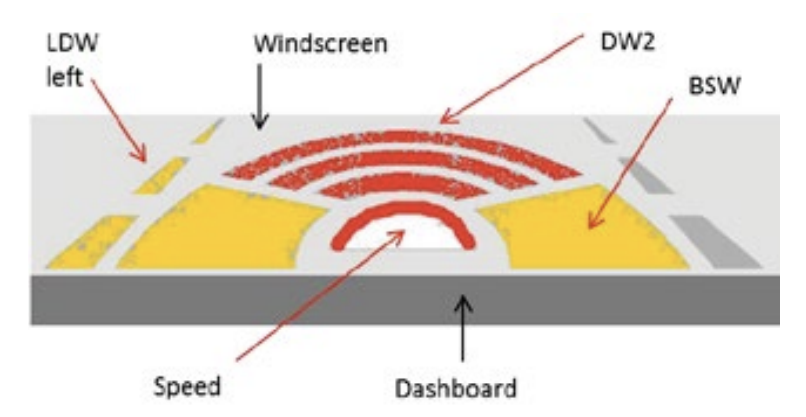 LDW
left
Windscreen
DW2
BSW
Speed
Dashboard